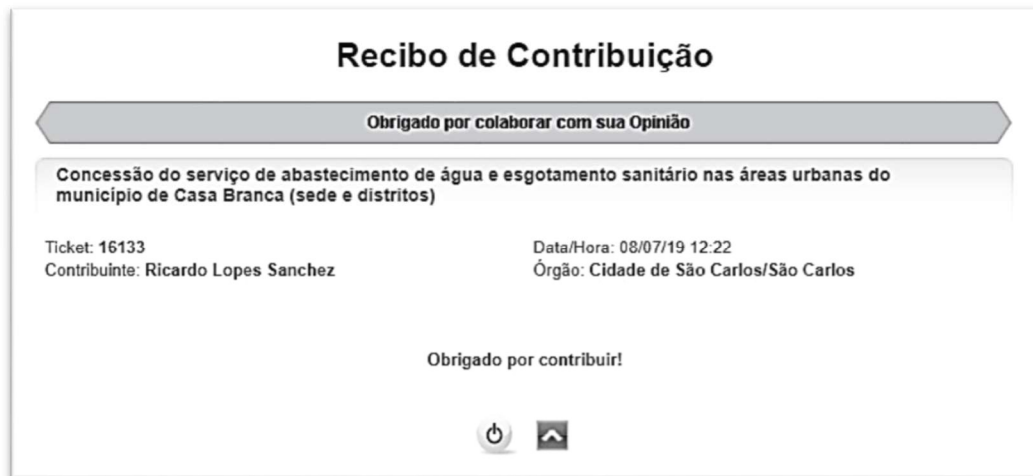 Recibo de Contribuição
Obrigado por colaborar com sua Opinião
Concessão do serviço de abastecimento de água e esgotamento sanitário nas áreas urbanas do
município de Casa Branca (sede e distritos)
Ticket: 16133
Data/Hora: 08/07/19 12:22
Contribuinte: Ricardo Lopes Sanchez
Órgão: Cidade de São Carlos/São Carlos
Obrigado por contribuir!